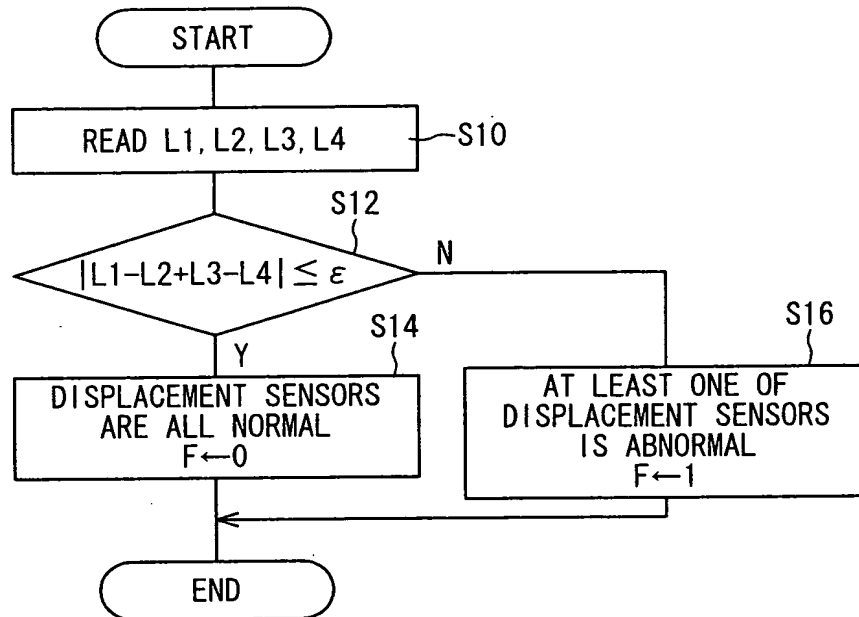 START
READ L1, L2, L3, L4
S10
S12
|L1-L2+L3-L4| ≦ ε
N
Y
S14
DISPLACEMENT SENSORS
ARE ALL NORMAL
F←0
S16
AT LEAST ONE OF
DISPLACEMENT SENSORS
IS ABNORMAL
F←1
END